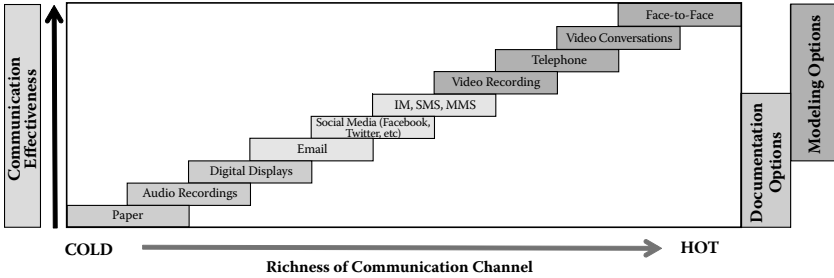 Face-to-Face
Video Conversations
Telephone
Video Recording
IM, SMS, MMS
Social Media (Facebook,
Twitter, etc)
Email
Digital Displays
Audio Recordings
Paper
Communication
Effectiveness
Documentation
Options
Modeling Options
COLD
HOT
Richness of Communication Channel